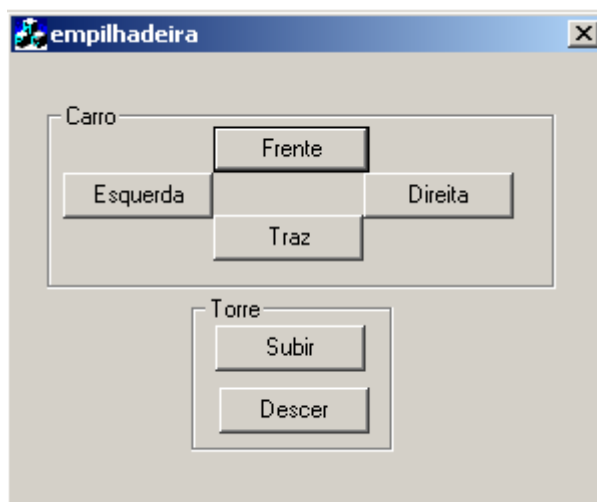 empilhadeira
Carro
Frente
Esquerda Direita
Traz
Torre
Subir
Descer